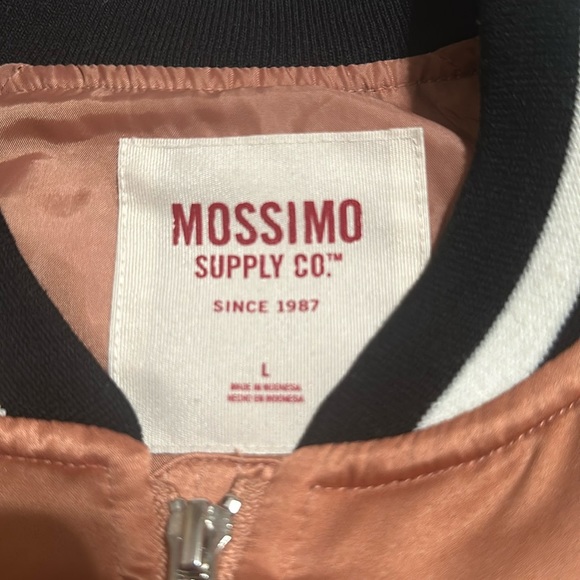 MOSSIMO
SUPPLY CO.™
SINCE 1987
L
MADE IN INDONESIA
HECHO EN INDONESIA